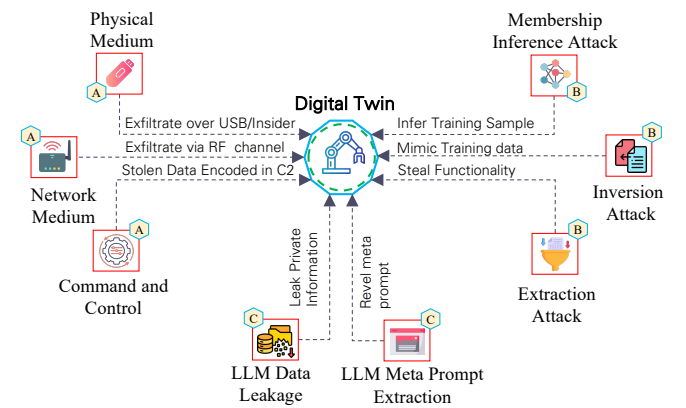 Physical
Medium
A
Membership
Inference Attack
B
Digital Twin
Exfiltrate over USB/Insider
Infer Training Sample
A
Exfiltrate via RF channel
Mimic Training data
B
Stolen Data Encoded in C2
Steal Functionality
Network
Medium
Inversion
Attack
A
Command and
Control
B
Extraction
Attack
Leak Private
Information
Revel meta
prompt
C
LLM Data
Leakage
C
LLM Meta Prompt
Extraction